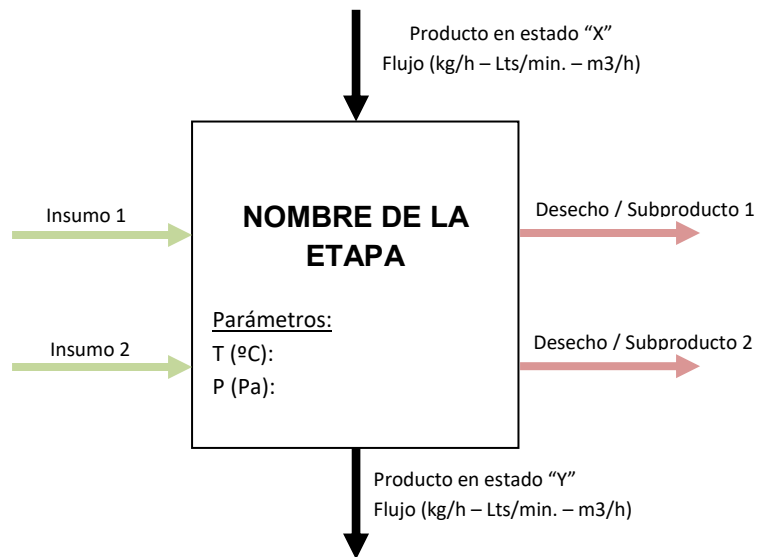 Producto en estado “X”
Flujo (kg/h – Lts/min. – m3/h)
Insumo 1
Desecho / Subproducto 1
NOMBRE DE LA
ETAPA
Parámetros:
Insumo 2
Desecho / Subproducto 2
T (ºC):
P (Pa):
Producto en estado “Y”
Flujo (kg/h – Lts/min. – m3/h)